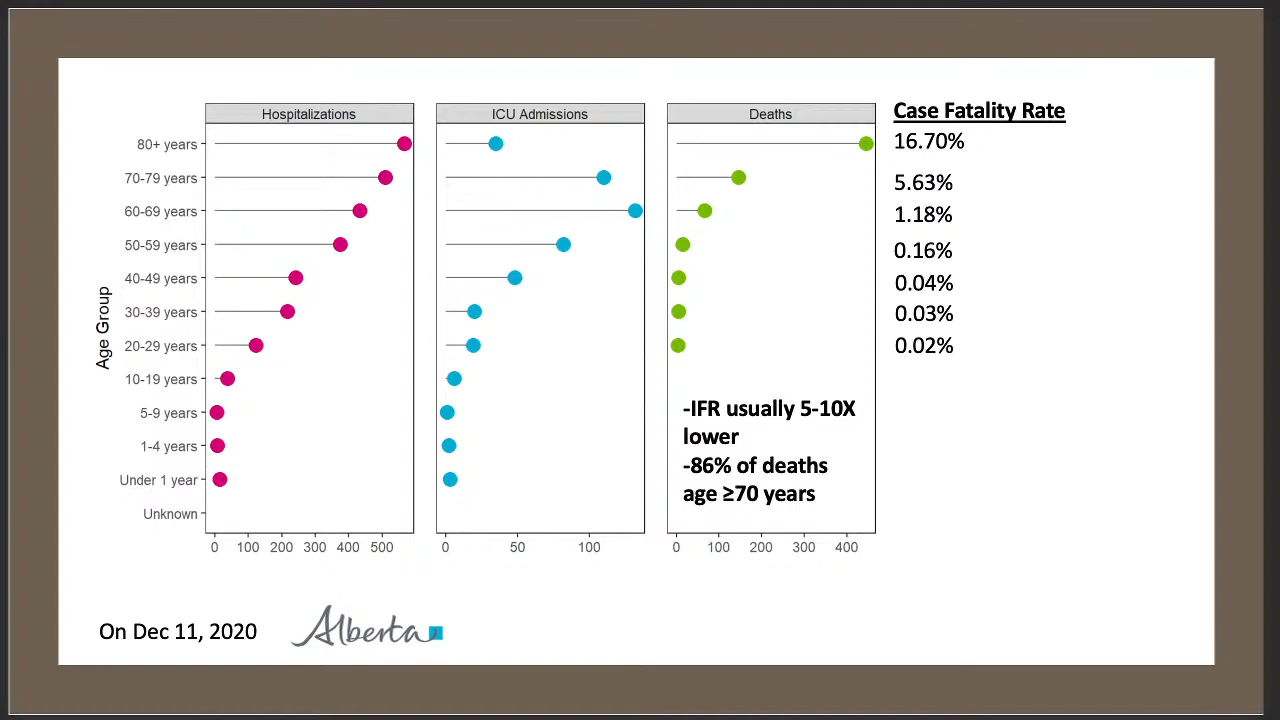 Hospitalizations
ICU Admissions
Deaths
Case Fatality Rate
80+ years
16.70%
70-79 years
5.63%
60-69 years
1.18%
50-59 years
0.16%
40-49 years
0.04%
30-39 years
0.03%
20-29 years
0.02%
10-19 years
5-9 years
1-4 years
Under 1 year
Unknown
Age Group
-IFR usually 5-10X
lower
-86% of deaths
age ≥70 years
0 100 200 300 400 500
0 50 100
0 100 200 300 400
On Dec 11, 2020
Alberta